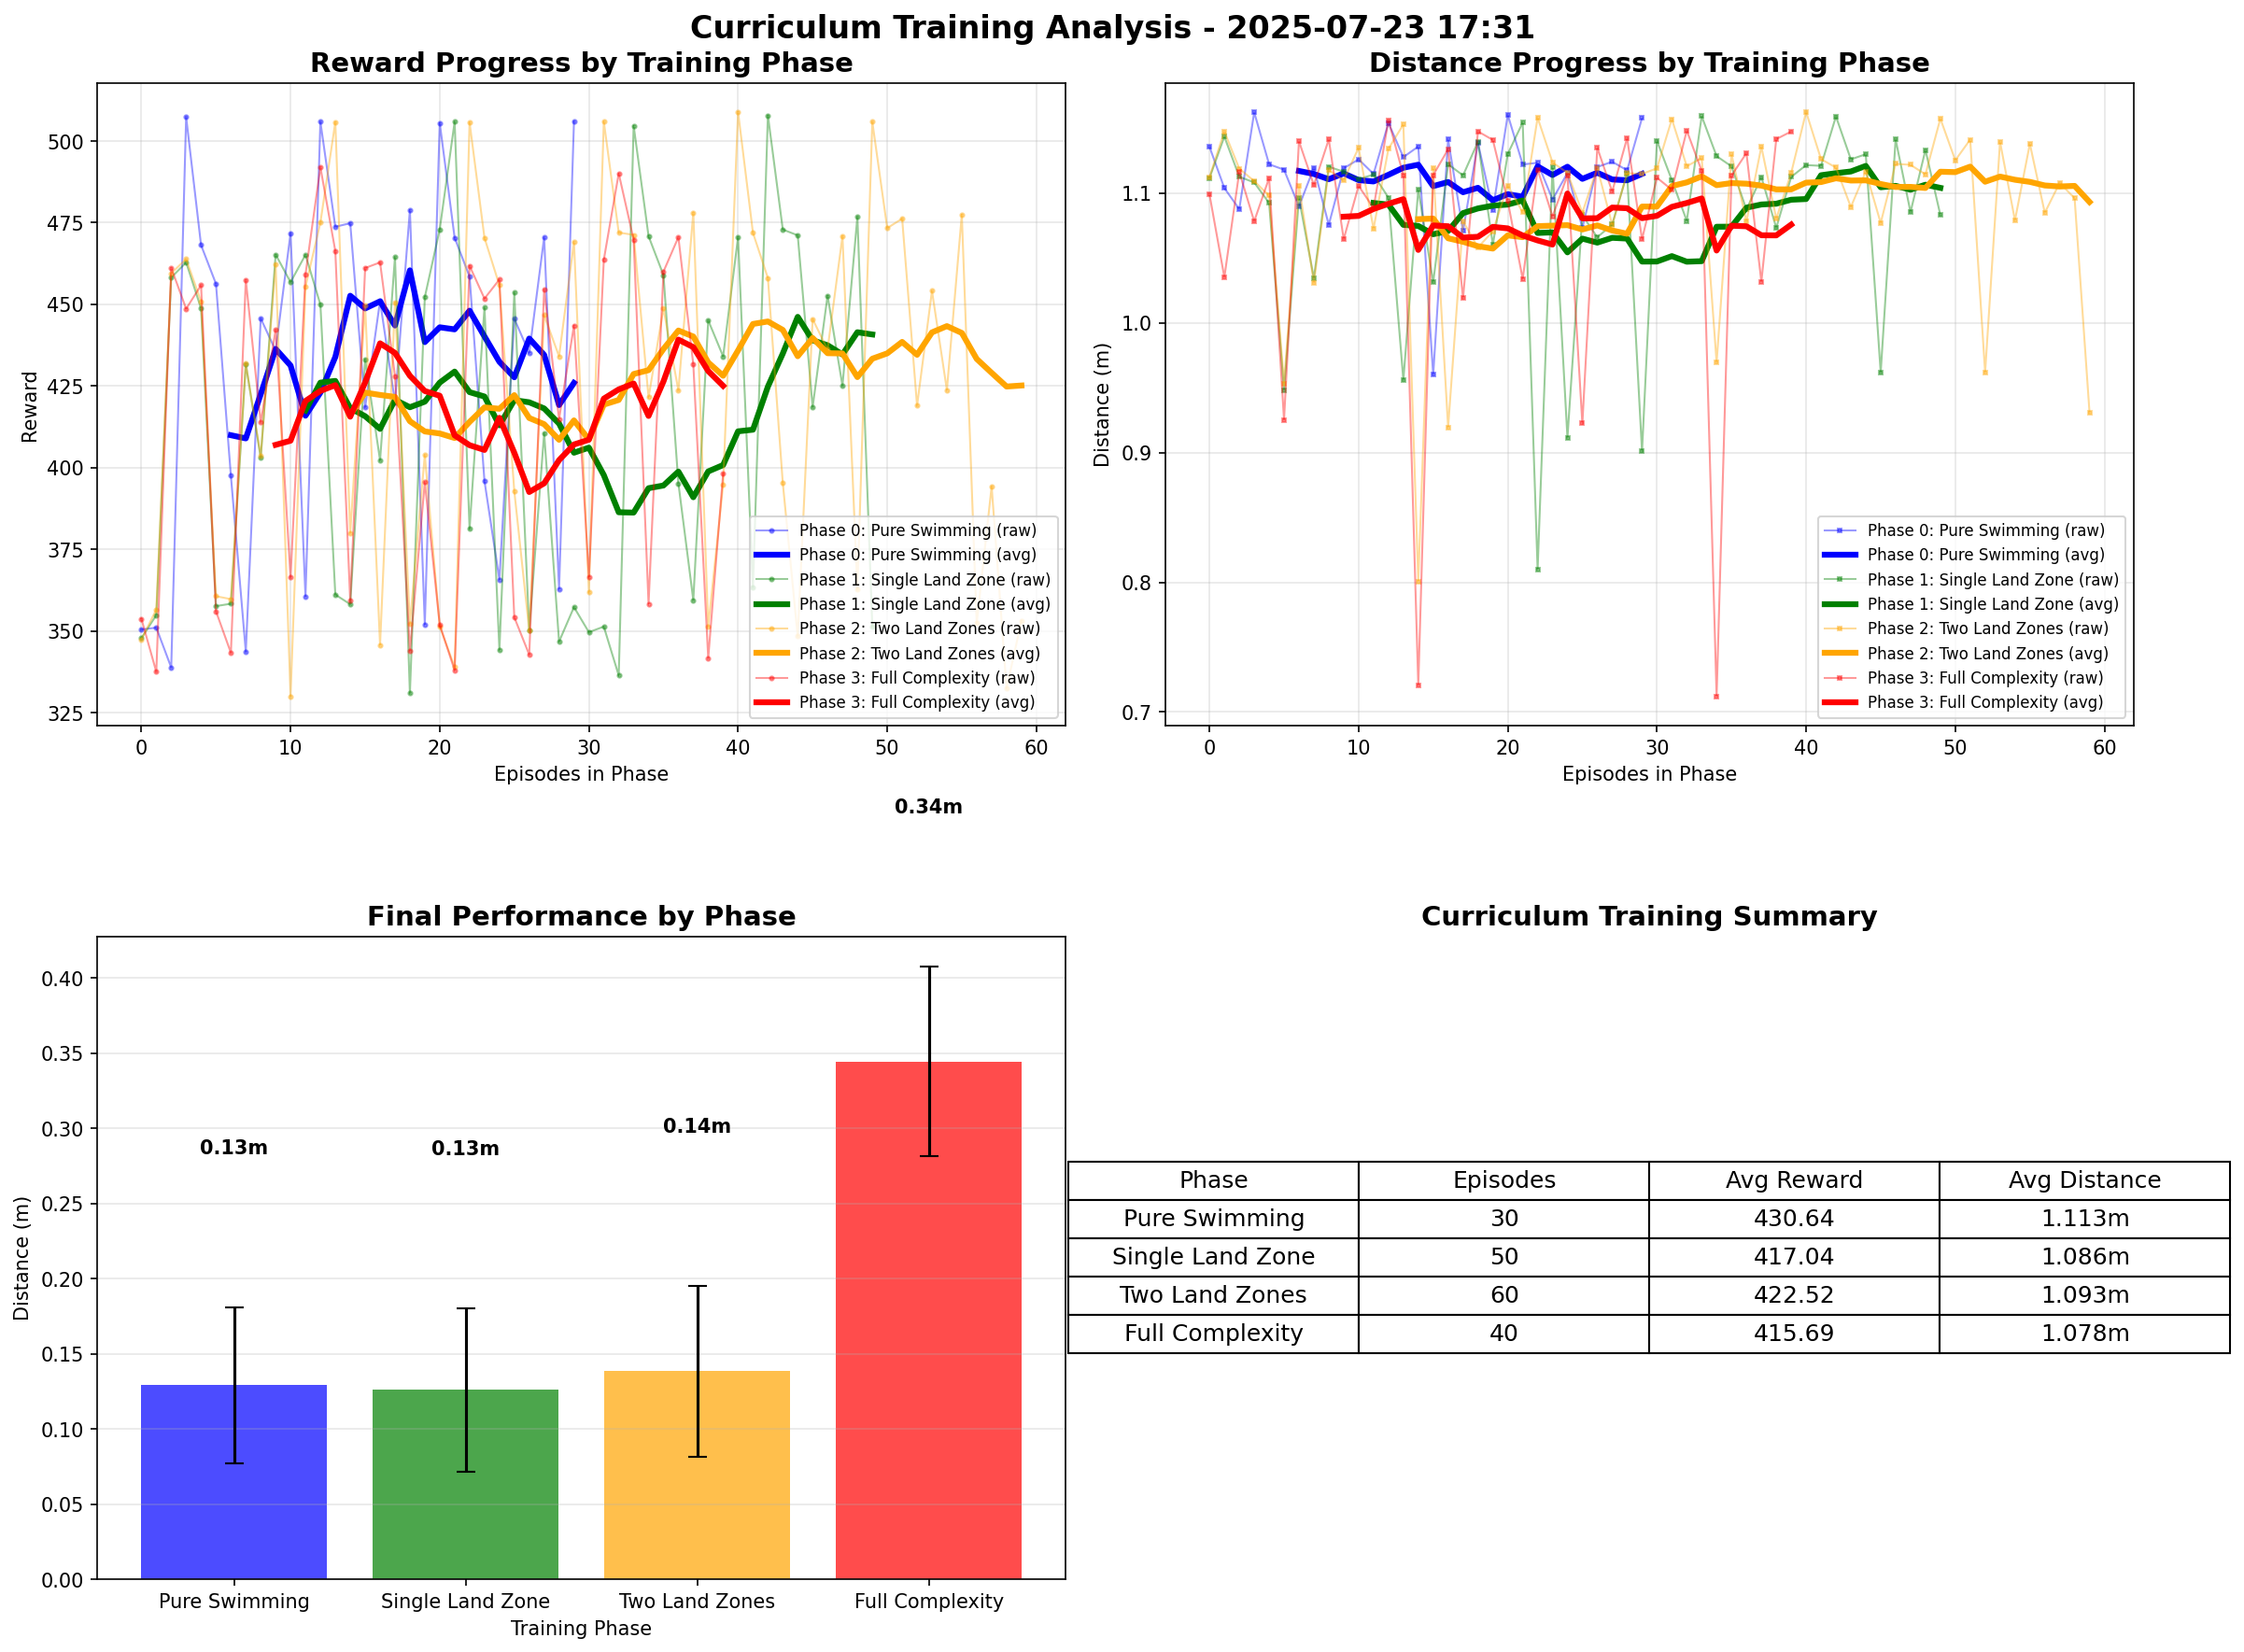 Curriculum Training Analysis - 2025-07-23 17:31
Reward Progress by Training Phase
500
475
450
425
400
375
350
325
Reward
0 10 20 30 40 50 60
Episodes in Phase
Phase 0: Pure Swimming (raw)
Phase 0: Pure Swimming (avg)
Phase 1: Single Land Zone (raw)
Phase 1: Single Land Zone (avg)
Phase 2: Two Land Zones (raw)
Phase 2: Two Land Zones (avg)
Phase 3: Full Complexity (raw)
Phase 3: Full Complexity (avg)
Distance Progress by Training Phase
1.1
1.0
0.9
0.8
0.7
Distance (m)
0 10 20 30 40 50 60
Episodes in Phase
Phase 0: Pure Swimming (raw)
Phase 0: Pure Swimming (avg)
Phase 1: Single Land Zone (raw)
Phase 1: Single Land Zone (avg)
Phase 2: Two Land Zones (raw)
Phase 2: Two Land Zones (avg)
Phase 3: Full Complexity (raw)
Phase 3: Full Complexity (avg)
0.34m
Final Performance by Phase
0.40
0.35
0.30
0.25
0.20
0.15
0.10
0.05
0.00
Distance (m)
0.13m 0.13m 0.14m
Pure Swimming Single Land Zone Two Land Zones Full Complexity
Training Phase
Curriculum Training Summary
Phase Episodes Avg Reward Avg Distance
Pure Swimming 30 430.64 1.113m
Single Land Zone 50 417.04 1.086m
Two Land Zones 60 422.52 1.093m
Full Complexity 40 415.69 1.078m